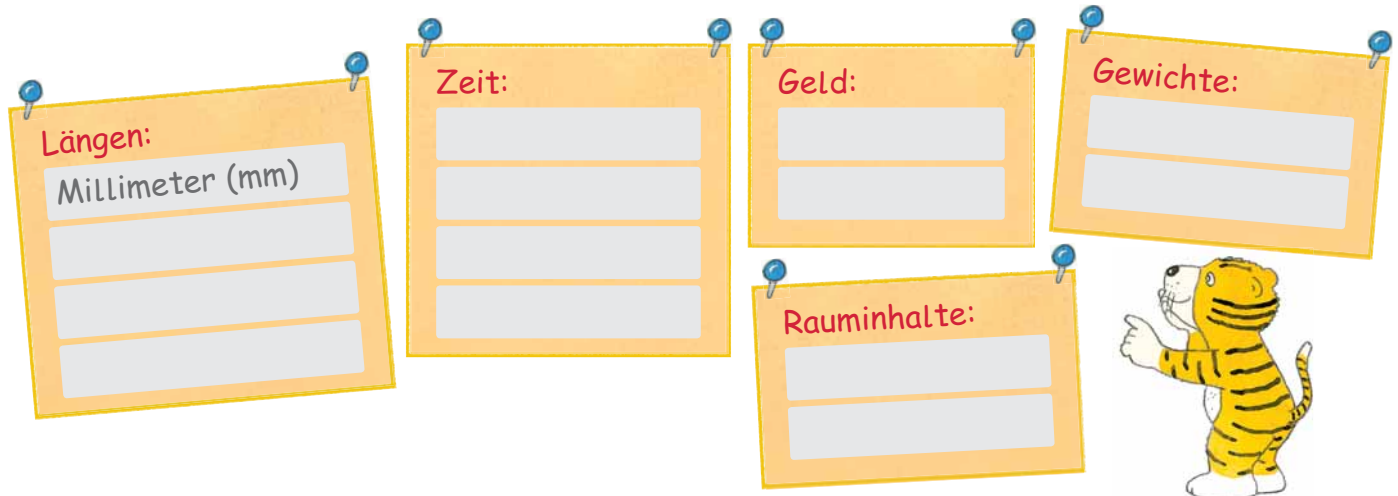 Längen:
Millimeter (mm)
Zeit:
Geld:
Gewichte:
Rauminhalte: